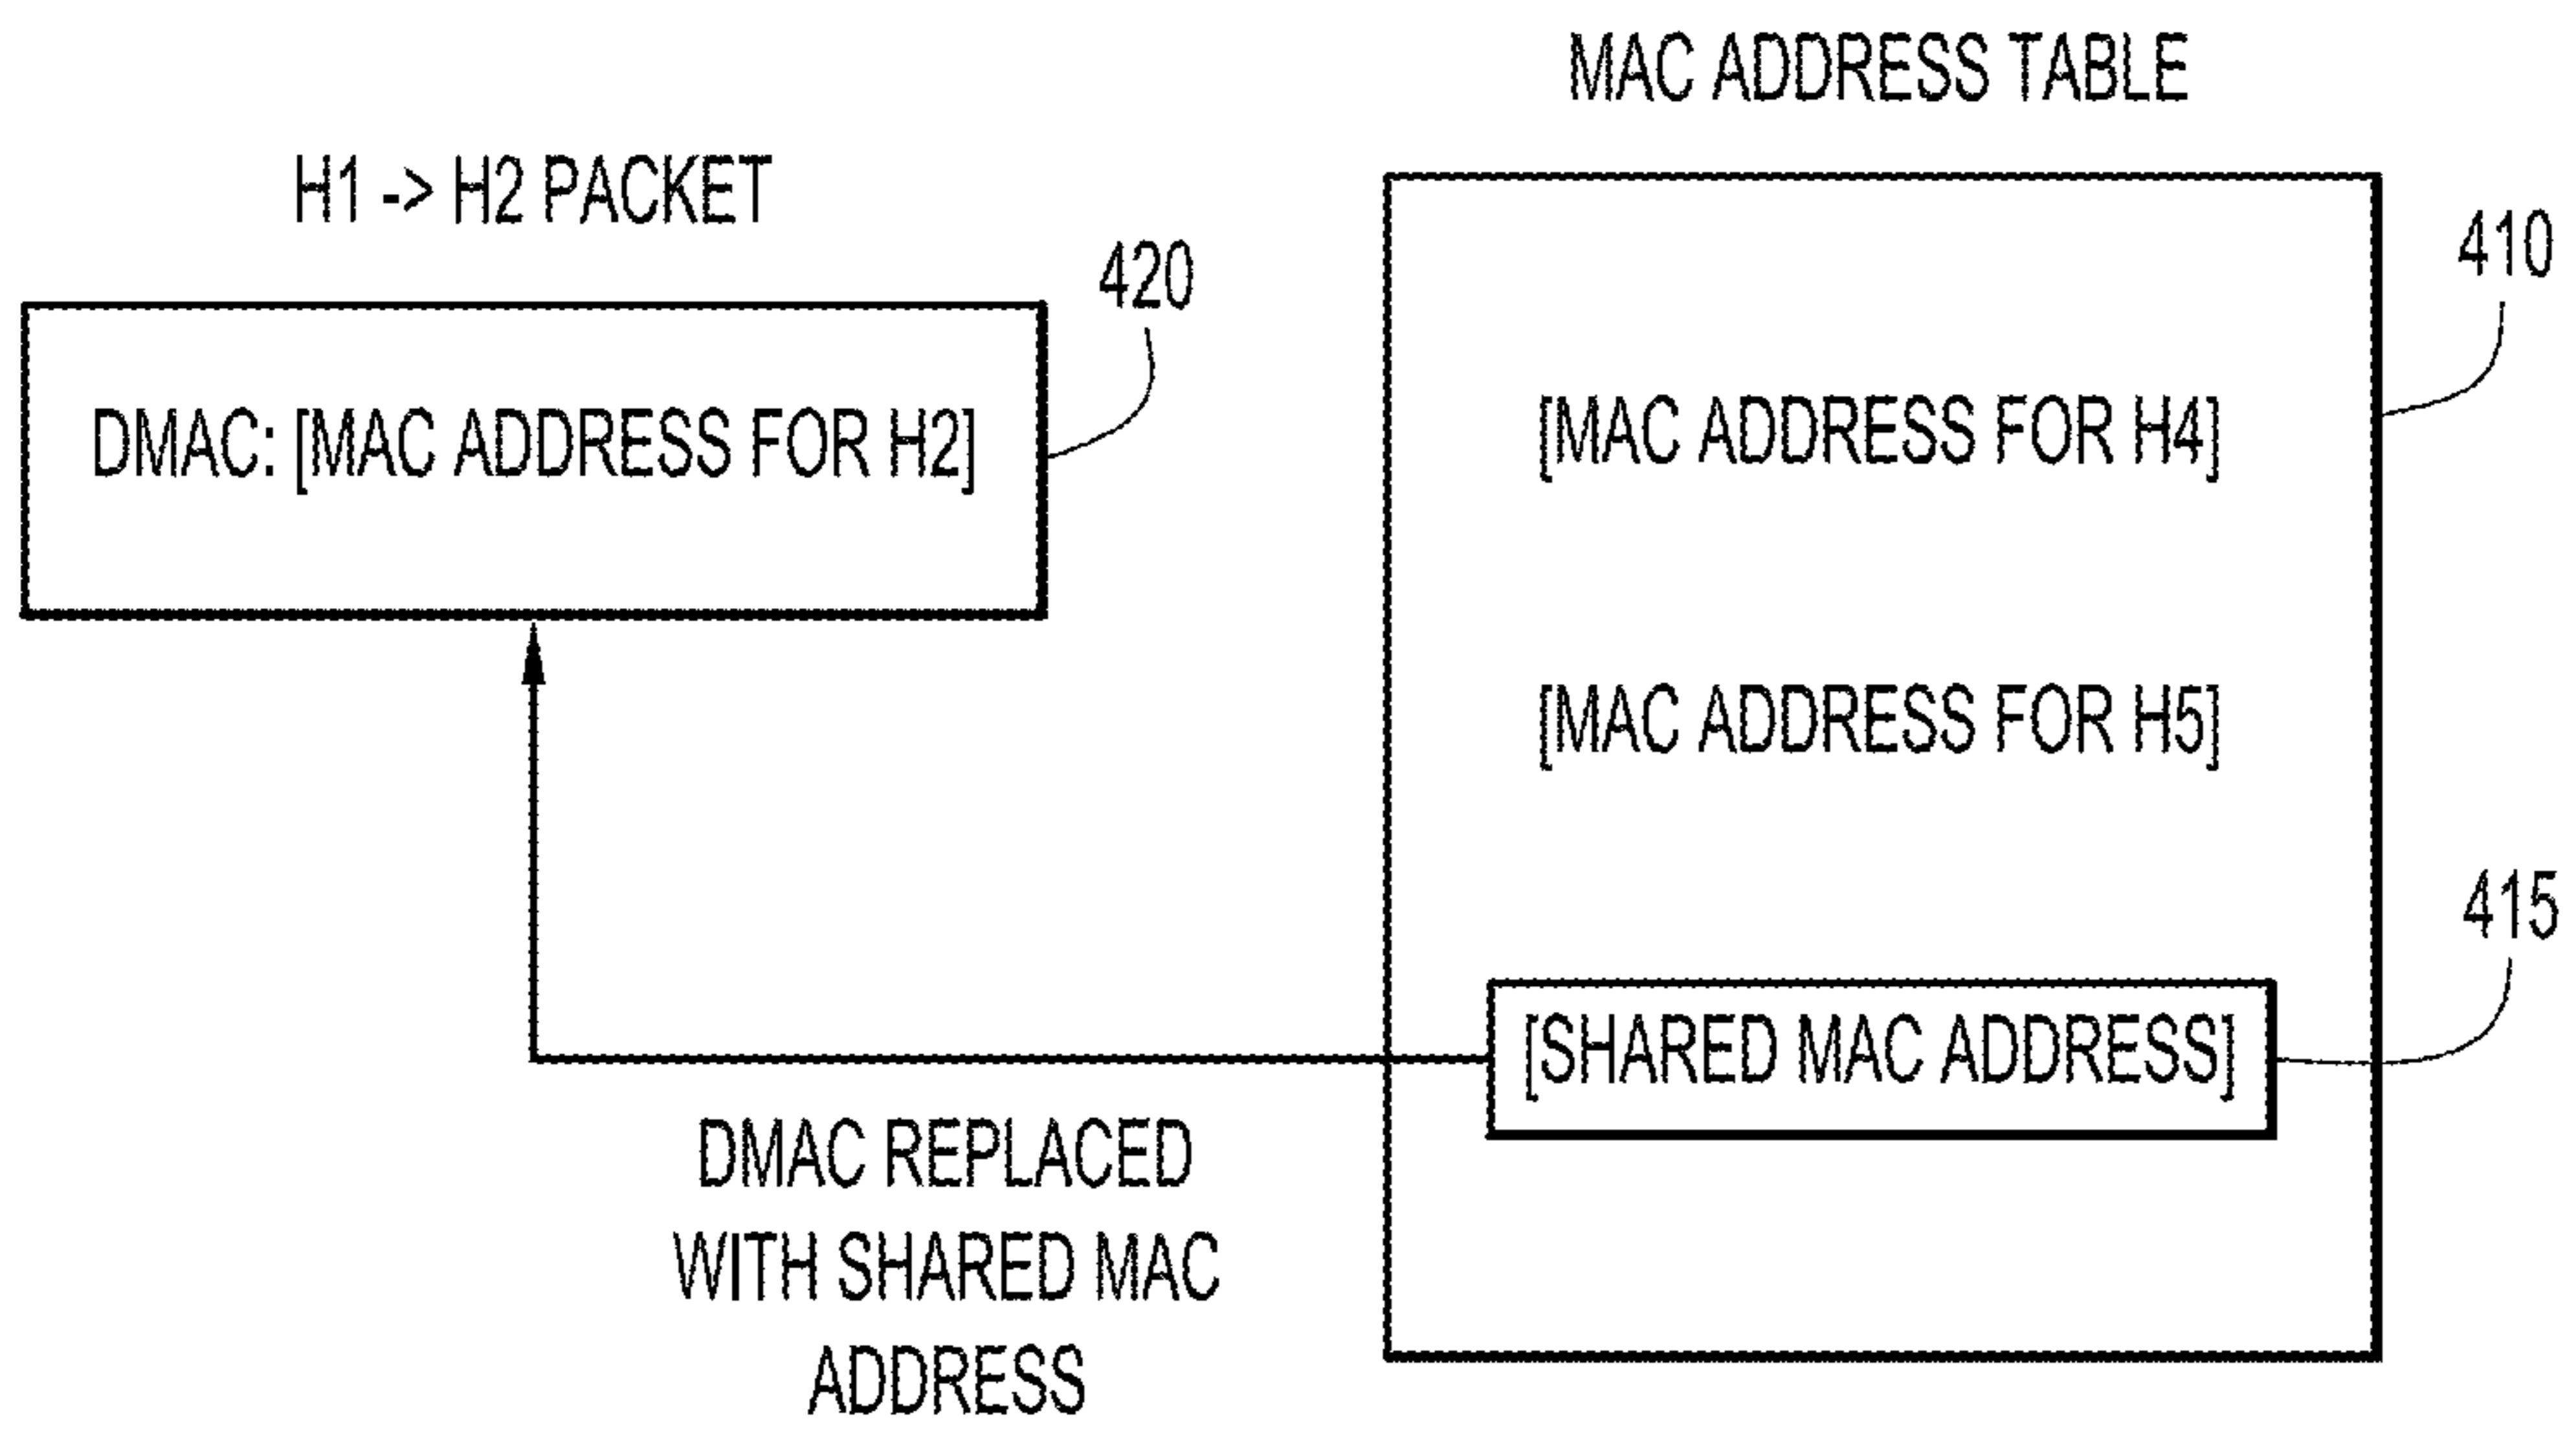 MAC ADDRESS TABLE
H1 -> H2 PACKET
420
410
DMAC: [MAC ADDRESS FOR H2]
[MAC ADDRESS FOR H4]
[MAC ADDRESS FOR H5]
415
[SHARED MAC ADDRESS]
DMAC REPLACED
WITH SHARED MAC
ADDRESS